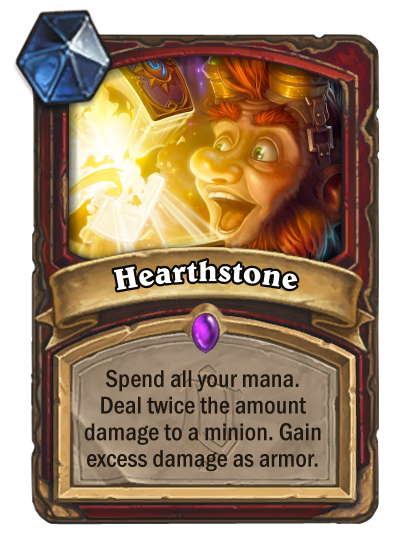 Hearthstone
Spend all your mana.
Deal twice the amount
damage to a minion. Gain
excess damage as armor.